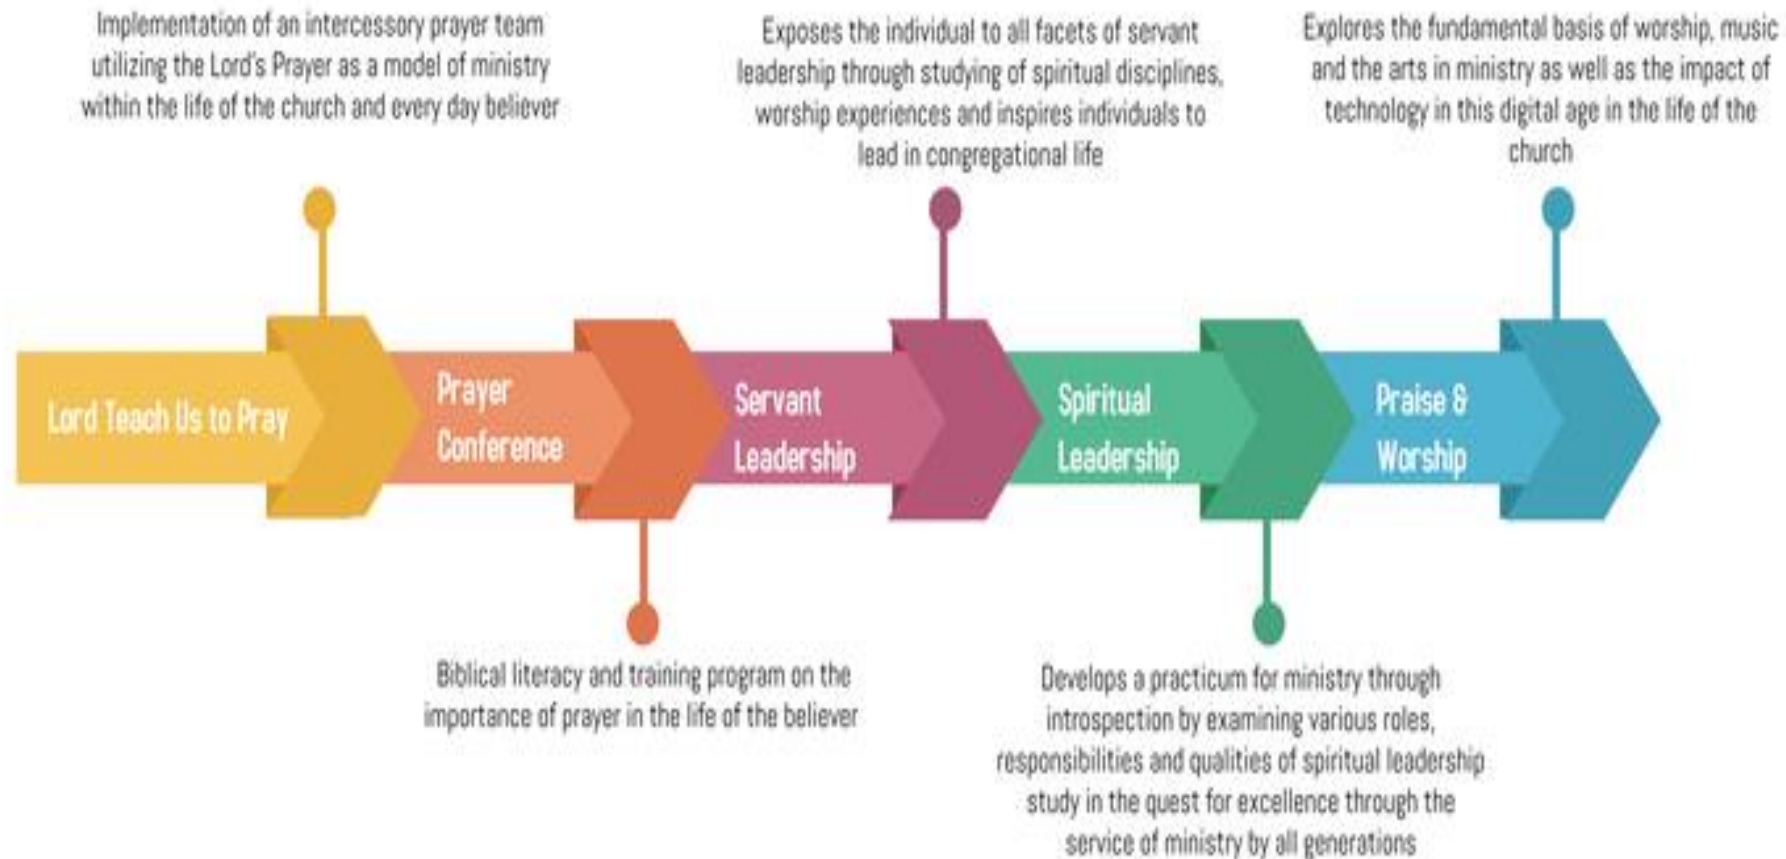 Implementation of an intercessory prayer team
utilizing the Lord's Prayer as a model of ministry
within the life of the church and every day believer
Exposes the individual to all facets of servant
leadership through studying of spiritual disciplines,
worship experiences and inspires individuals to
lead in congregational life
Explores the fundamental basis of worship, music
and the arts in ministry as well as the impact of
technology in this digital age in the life of the
church
Lord Teach Us to Pray
Prayer
Conference
Servant
Leadership
Spiritual
Leadership
Praise &
Worship
Biblical literacy and training program on the
importance of prayer in the life of the believer
Develops a practicum for ministry through
introspection by examining various roles,
responsibilities and qualities of spiritual leadership
study in the quest for excellence through the
service of ministry by all generations